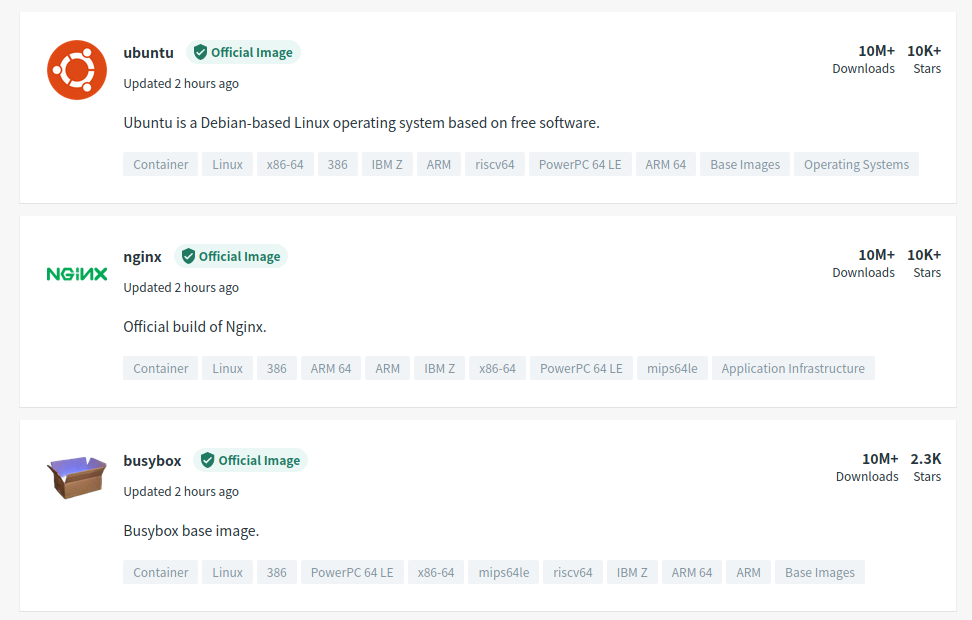 ubuntu Official Image 10M+ 10K+
Downloads Stars
Updated 2 hours ago
Ubuntu is a Debian-based Linux operating system based on free software.
Container Linux x86-64 386 IBM Z ARM riscv64 PowerPC 64 LE ARM 64 Base Images Operating Systems
nginx Official Image 10M+ 10K+
NGINX Downloads Stars
Updated 2 hours ago
Official build of Nginx.
Container Linux 386 ARM 64 ARM IBM Z x86-64 PowerPC 64 LE mips64le Application Infrastructure
busybox Official Image 10M+ 2.3K
Downloads Stars
Updated 2 hours ago
Busybox base image.
Container Linux 386 PowerPC 64 LE x86-64 mips64le riscv64 IBM Z ARM 64 ARM Base Images